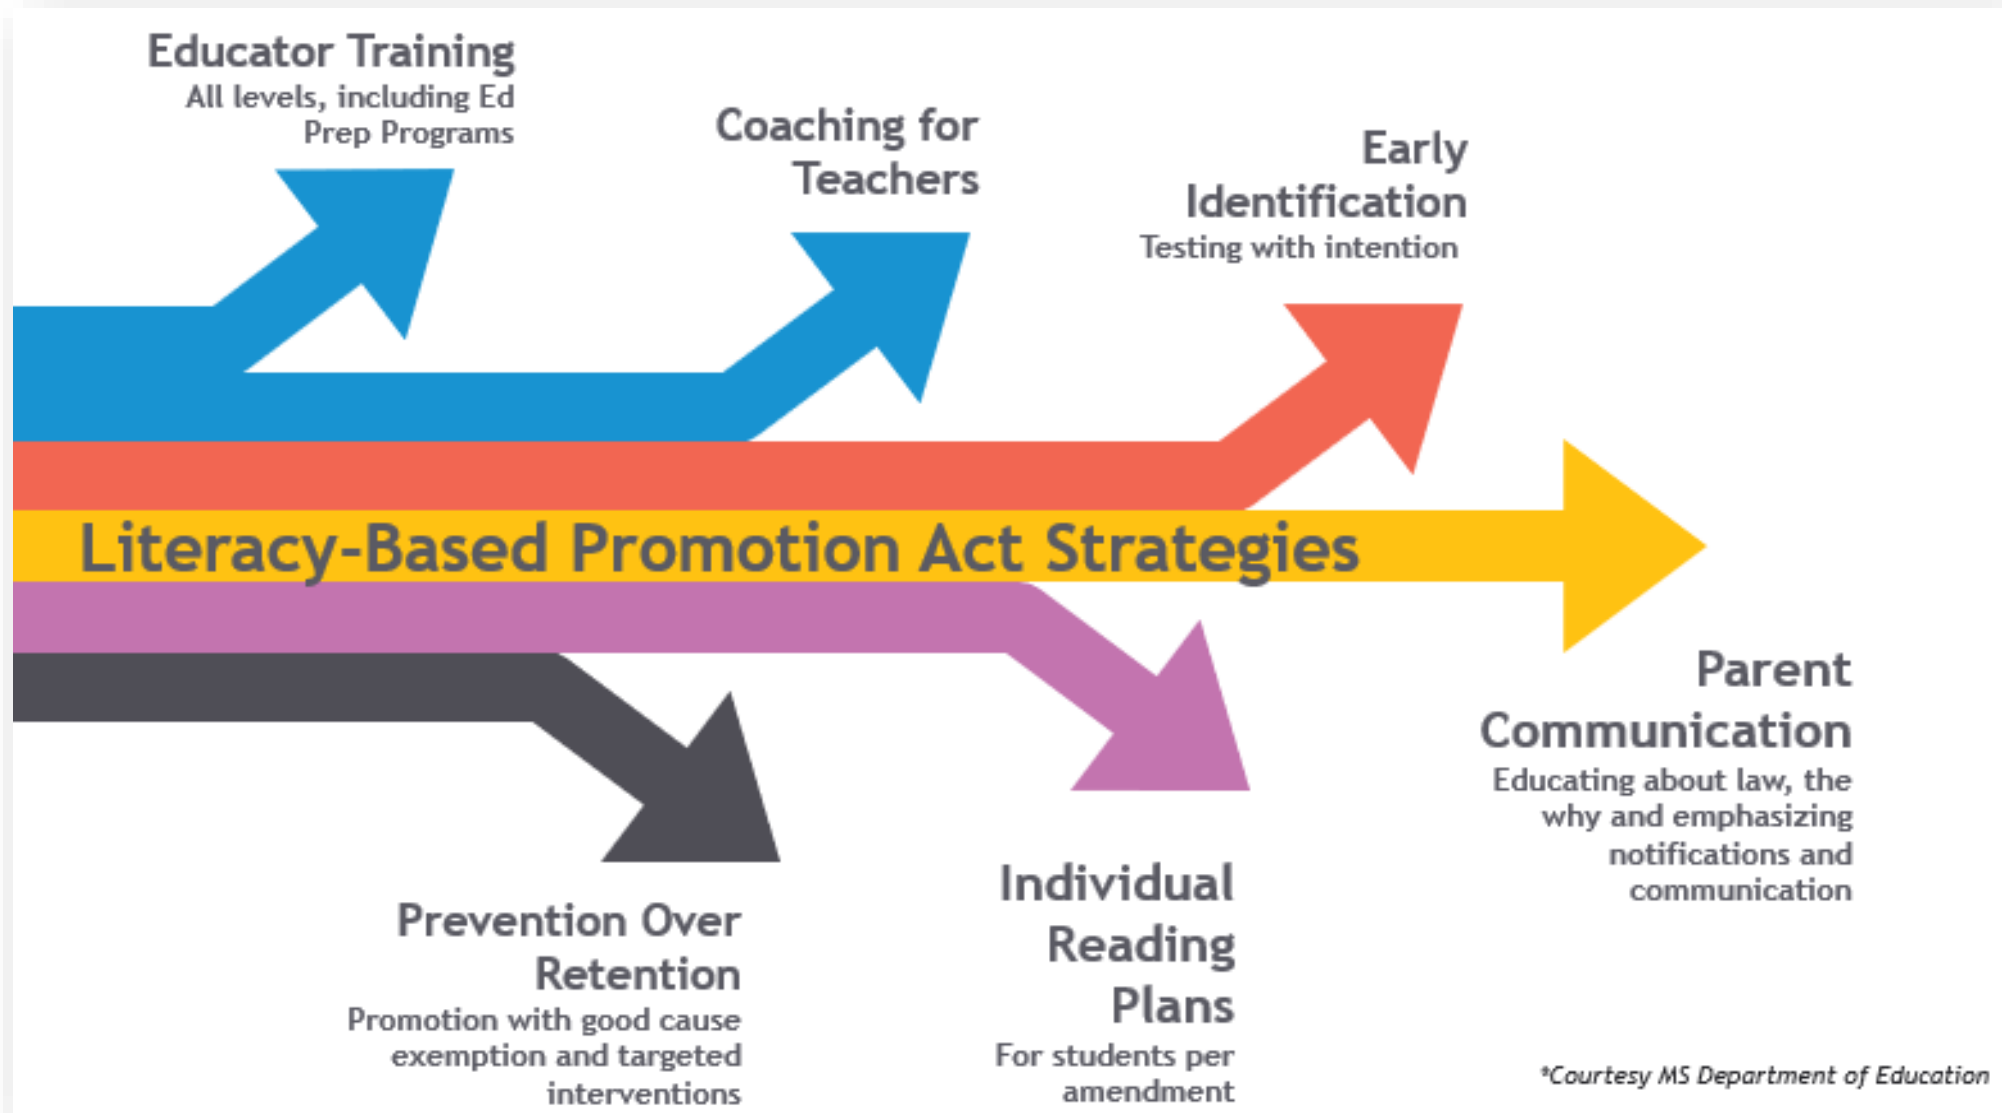 Educator Training
All levels, including Ed
Prep Programs
Coaching for
Teachers
Early
Identification
Testing with intention
Literacy-Based Promotion Act Strategies
Parent
Communication
Educating about law, the
why and emphasizing
notifications and
communication
Individual
Reading
Plans
For students per
amendment
Prevention Over
Retention
Promotion with good cause
exemption and targeted
interventions
*Courtesy MS Department of Education